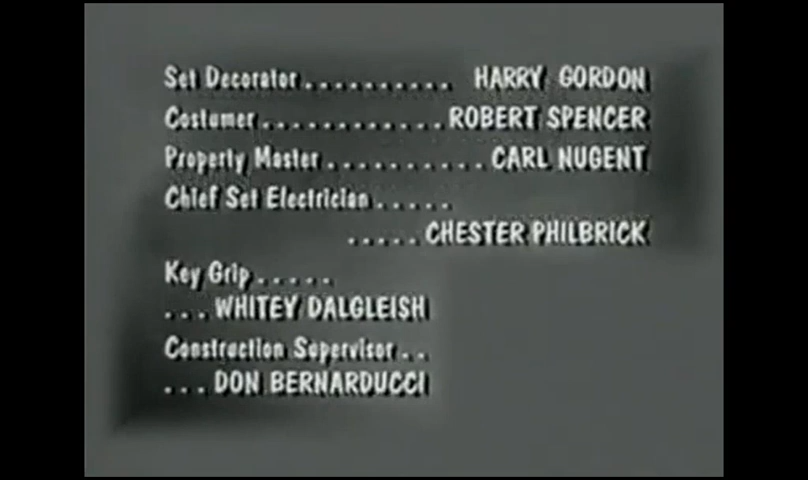 Set Decorator.......... HARRY GORDON
Costumer............ROBERT SPENCER
Property Master..........CARL NUGENT
Chief Set Electrician.....
.....CHESTER PHILBRICK
Key Grip.....
...WHITEY DALGLEISH
Construction Supervisor..
...DON BERNARDUCCI